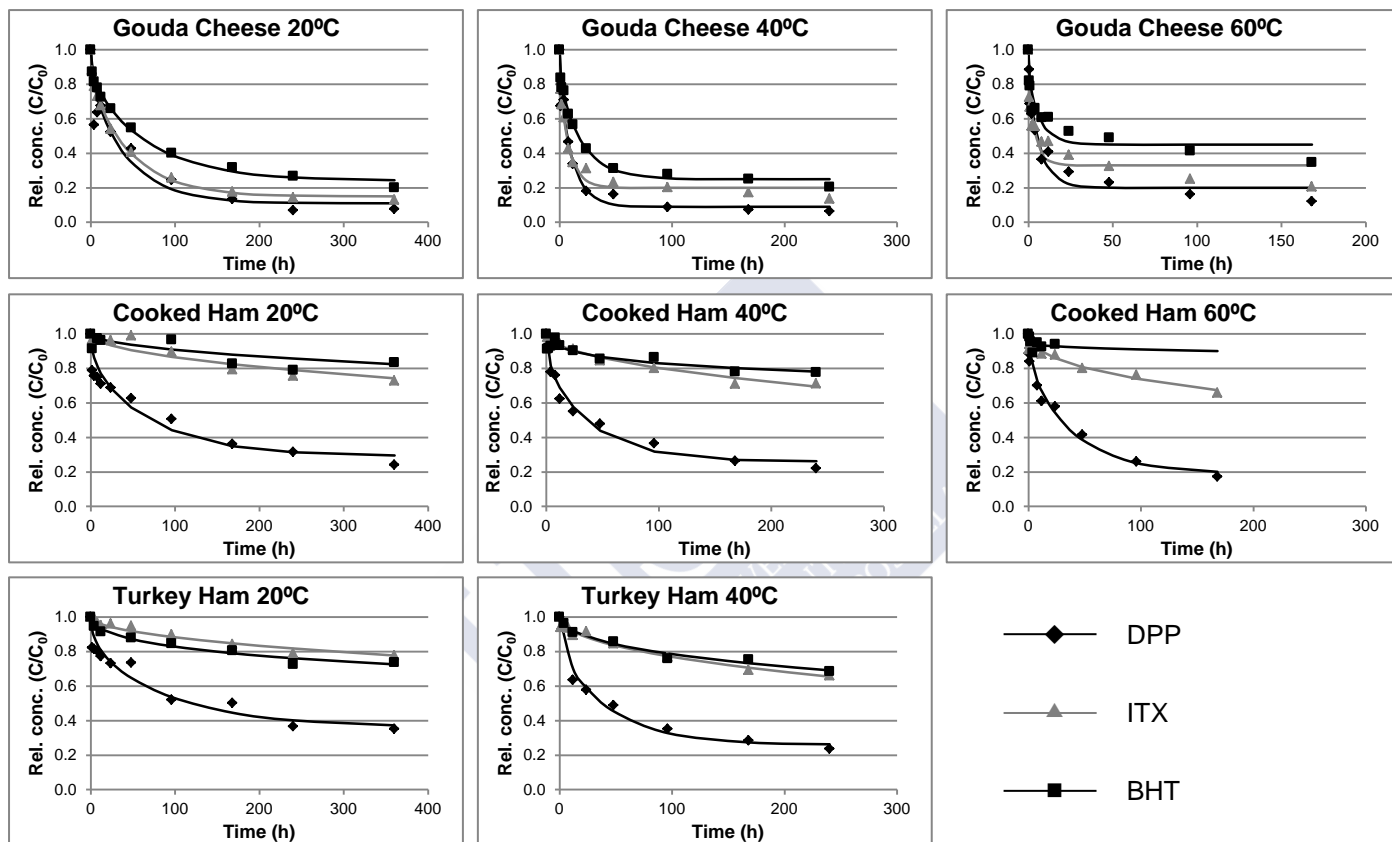 Gouda Cheese 20ºC
Rel. conc. (C/C₀)
1.0
0.8
0.6
0.4
0.2
0.0
0 100 200 300 400
Time (h)
Gouda Cheese 40ºC
Rel. conc. (C/C₀)
1.0
0.8
0.6
0.4
0.2
0.0
0 100 200 300
Time (h)
Gouda Cheese 60ºC
Rel. conc. (C/C₀)
1.0
0.8
0.6
0.4
0.2
0.0
0 50 100 150 200
Time (h)
Cooked Ham 20ºC
Rel. conc. (C/C₀)
1.0
0.8
0.6
0.4
0.2
0.0
0 100 200 300 400
Time (h)
Cooked Ham 40ºC
Rel. conc. (C/C₀)
1.0
0.8
0.6
0.4
0.2
0.0
0 100 200 300
Time (h)
Cooked Ham 60ºC
Rel. conc. (C/C₀)
1.0
0.8
0.6
0.4
0.2
0.0
0 100 200 300
Time (h)
Turkey Ham 20ºC
Rel. conc. (C/C₀)
1.0
0.8
0.6
0.4
0.2
0.0
0 100 200 300 400
Time (h)
Turkey Ham 40ºC
Rel. conc. (C/C₀)
1.0
0.8
0.6
0.4
0.2
0.0
0 100 200 300
Time (h)
DPP
ITX
BHT